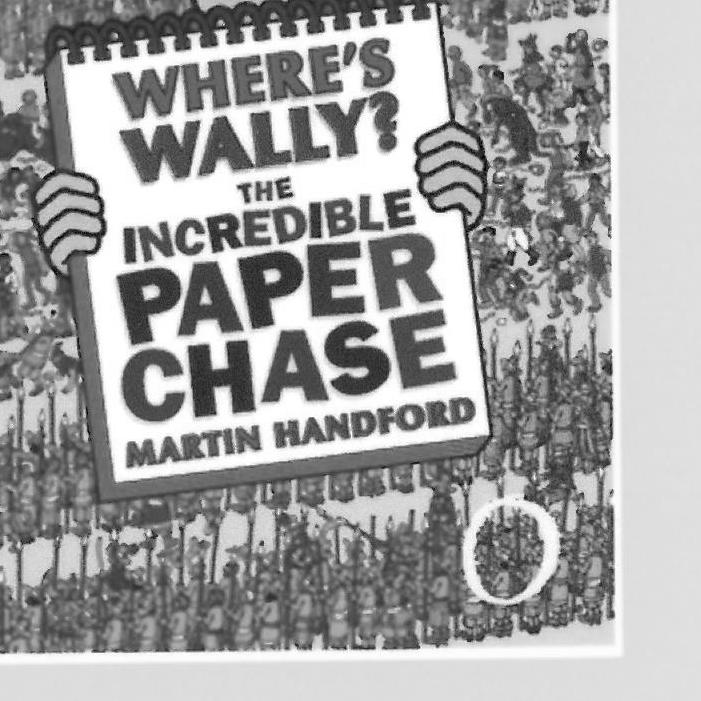 WHERE'S
WALLY?
THE
INCREDIBLE
PAPER
CHASE
MARTIN HANDFORD